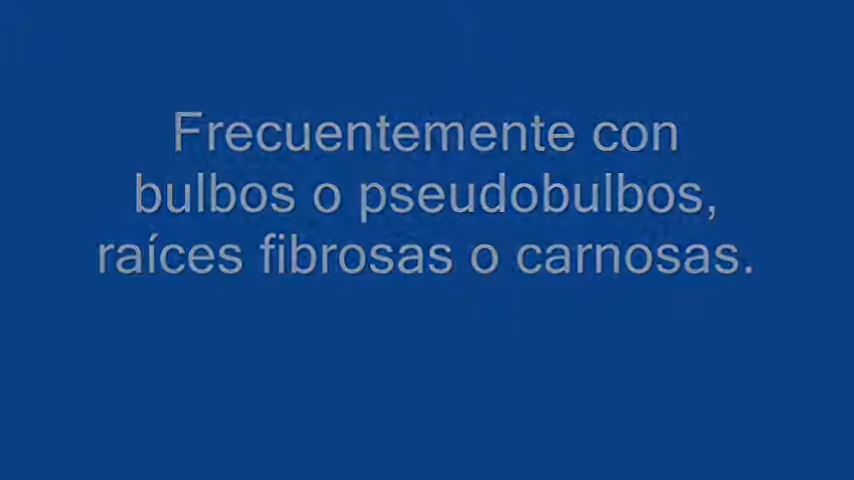 Frecuentemente con
bulbos o pseudobulbos,
raíces fibrosas o carnosas.